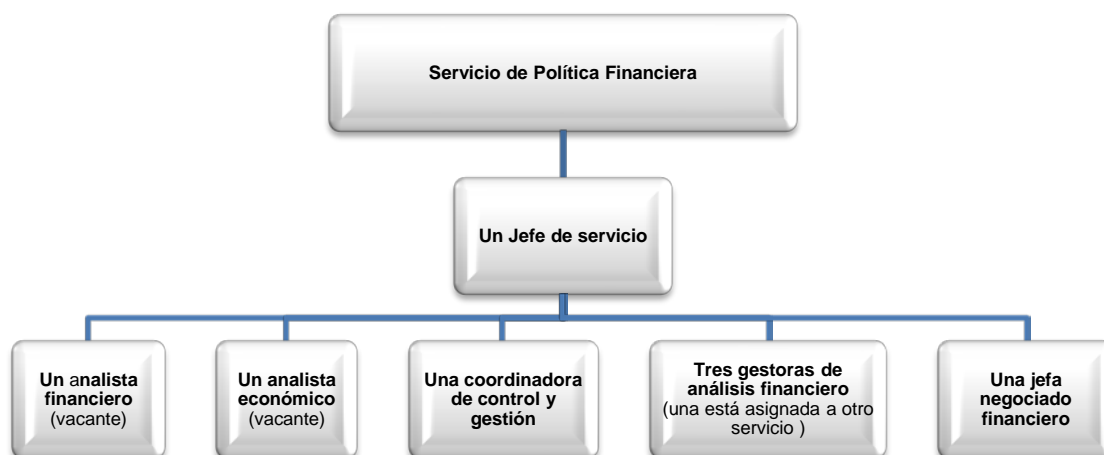 Servicio de Política Financiera
Un Jefe de servicio
Un analista
financiero
(vacante)
Un analista
económico
(vacante)
Una coordinadora
de control y
gestión
Tres gestoras de
análisis financiero
(una está asignada a otro
servicio )
Una jefa
negociado
financiero